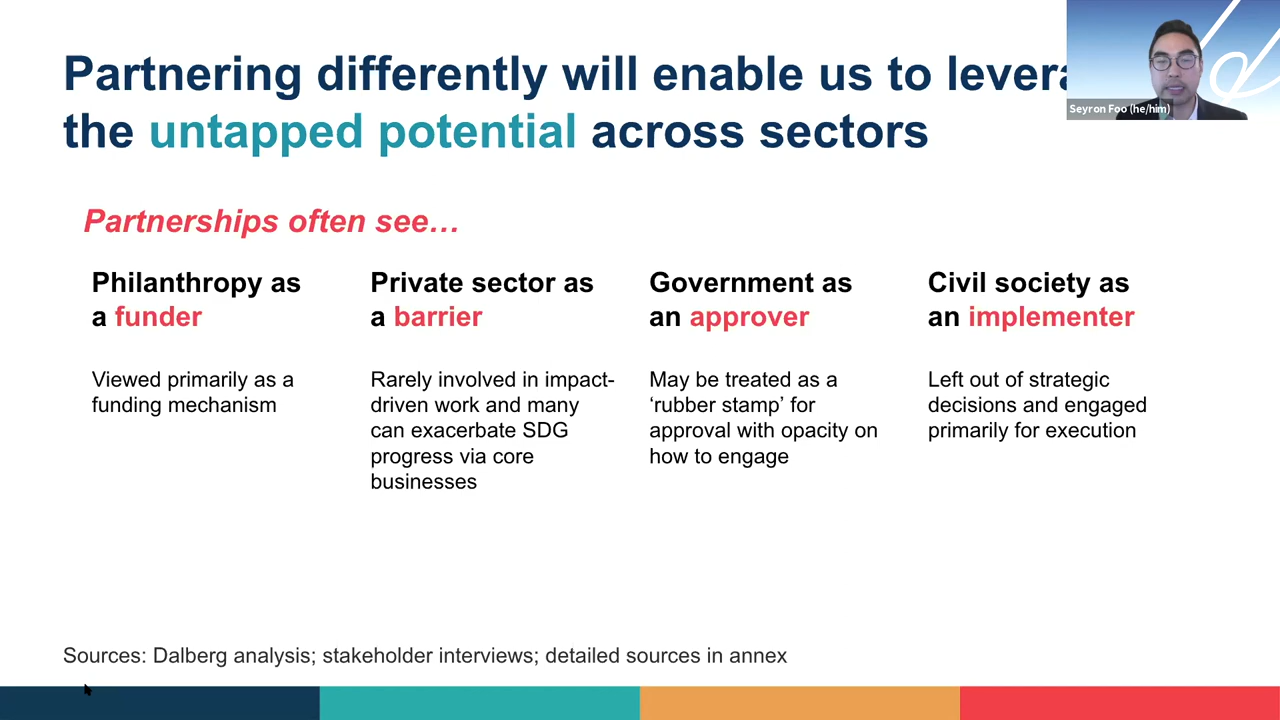 Partnering differently will enable us to levera
the untapped potential across sectors
Seyron Foo (he/him)
Partnerships often see…
Philanthropy as
a funder
Viewed primarily as a
funding mechanism
Private sector as
a barrier
Rarely involved in impact-
driven work and many
can exacerbate SDG
progress via core
businesses
Government as
an approver
May be treated as a
‘rubber stamp’ for
approval with opacity on
how to engage
Civil society as
an implementer
Left out of strategic
decisions and engaged
primarily for execution
Sources: Dalberg analysis; stakeholder interviews; detailed sources in annex